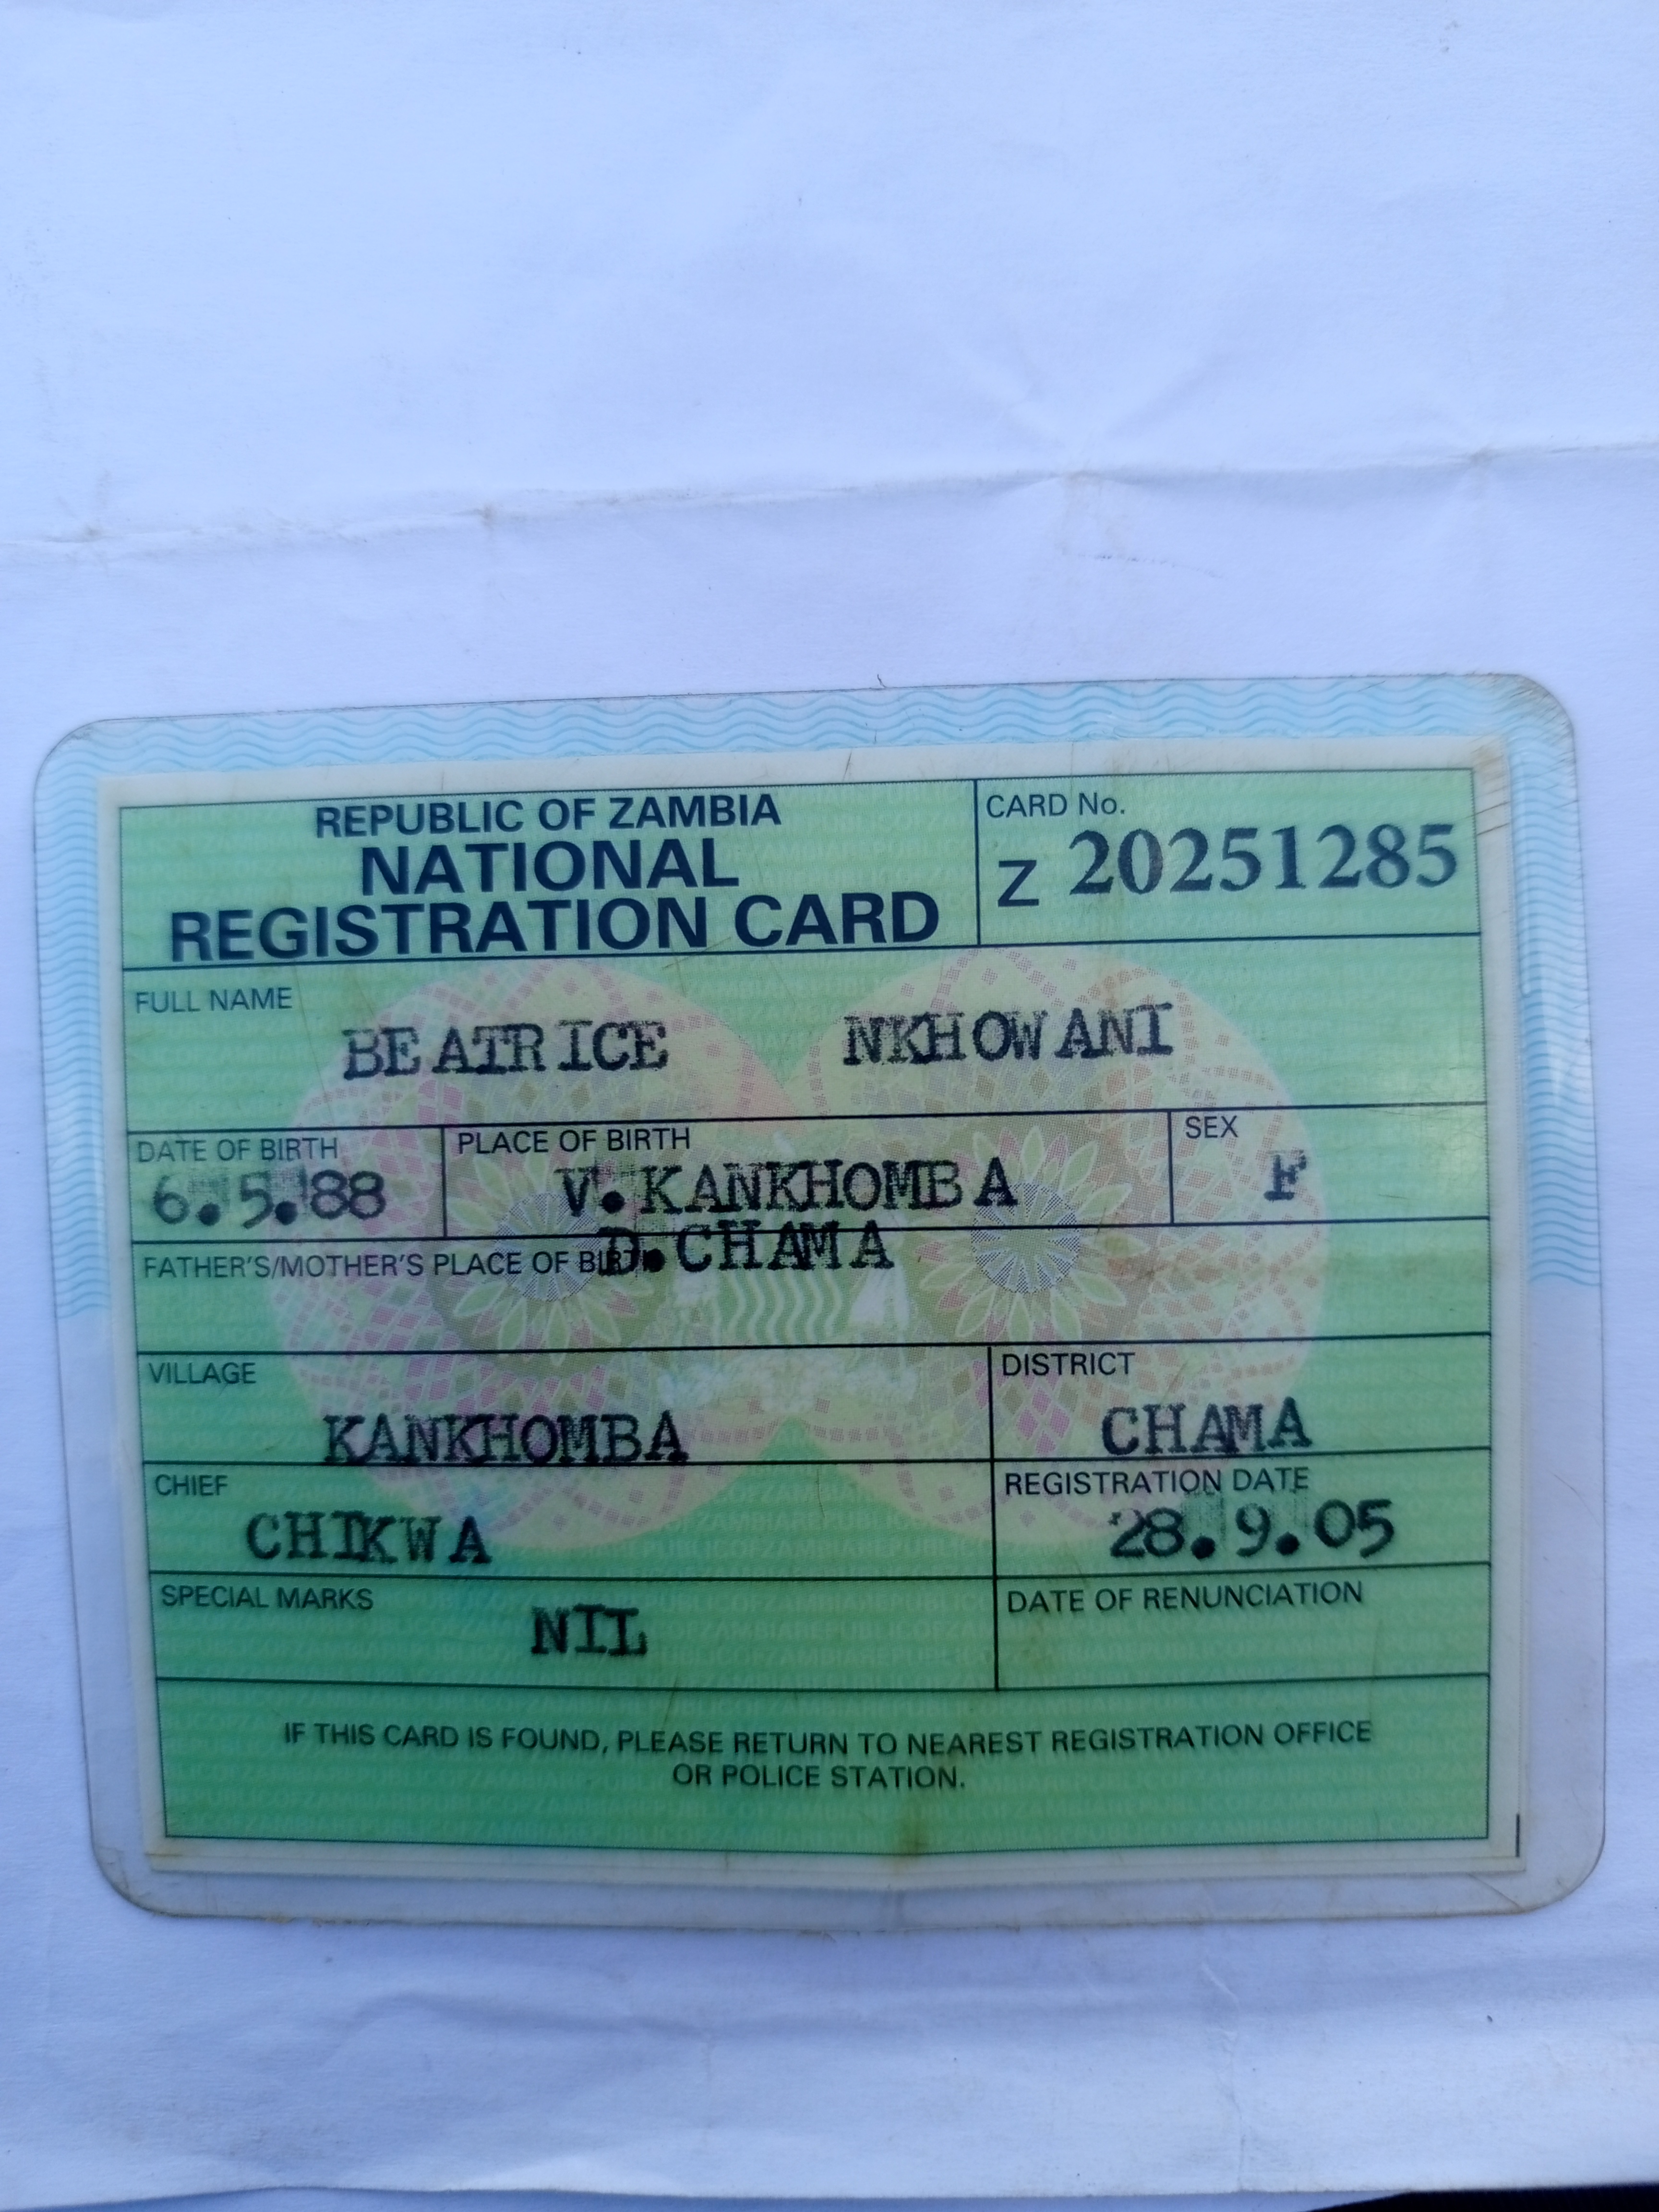 REPUBLIC OF ZAMBIA
NATIONAL
REGISTRATION CARD
CARD No.
Z 20251285
FULL NAME
BEATRICE NKHOWANI
DATE OF BIRTH
6.5.88
PLACE OF BIRTH
V.KANKHOMBA
D.CHAMA
SEX
F
FATHER'S/MOTHER'S PLACE OF BIRTH
VILLAGE
KANKHOMBA
DISTRICT
CHAMA
CHIEF
CHIKWA
REGISTRATION DATE
28.9.05
SPECIAL MARKS
NIL
DATE OF RENUNCIATION
IF THIS CARD IS FOUND, PLEASE RETURN TO NEAREST REGISTRATION OFFICE
OR POLICE STATION.